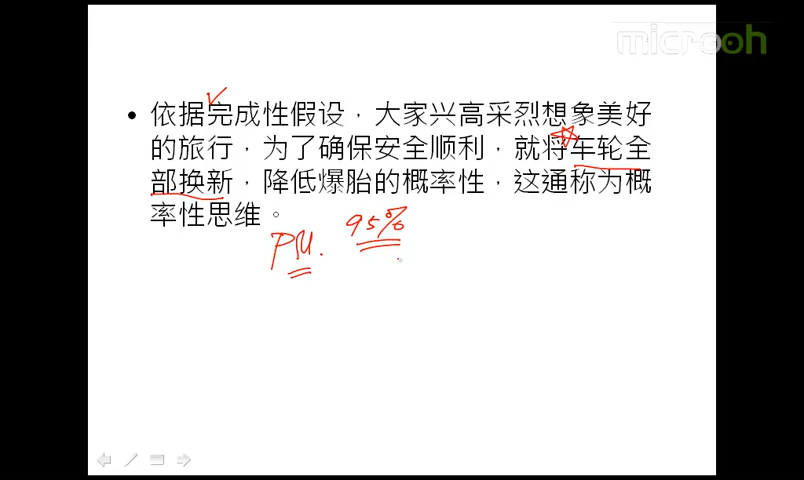 microoh
• 依据完成性假设，大家兴高采烈想象美好
的旅行，为了确保安全顺利，就将车轮全
部换新，降低爆胎的概率性，这通称为概
率性思维。
PM. 95%